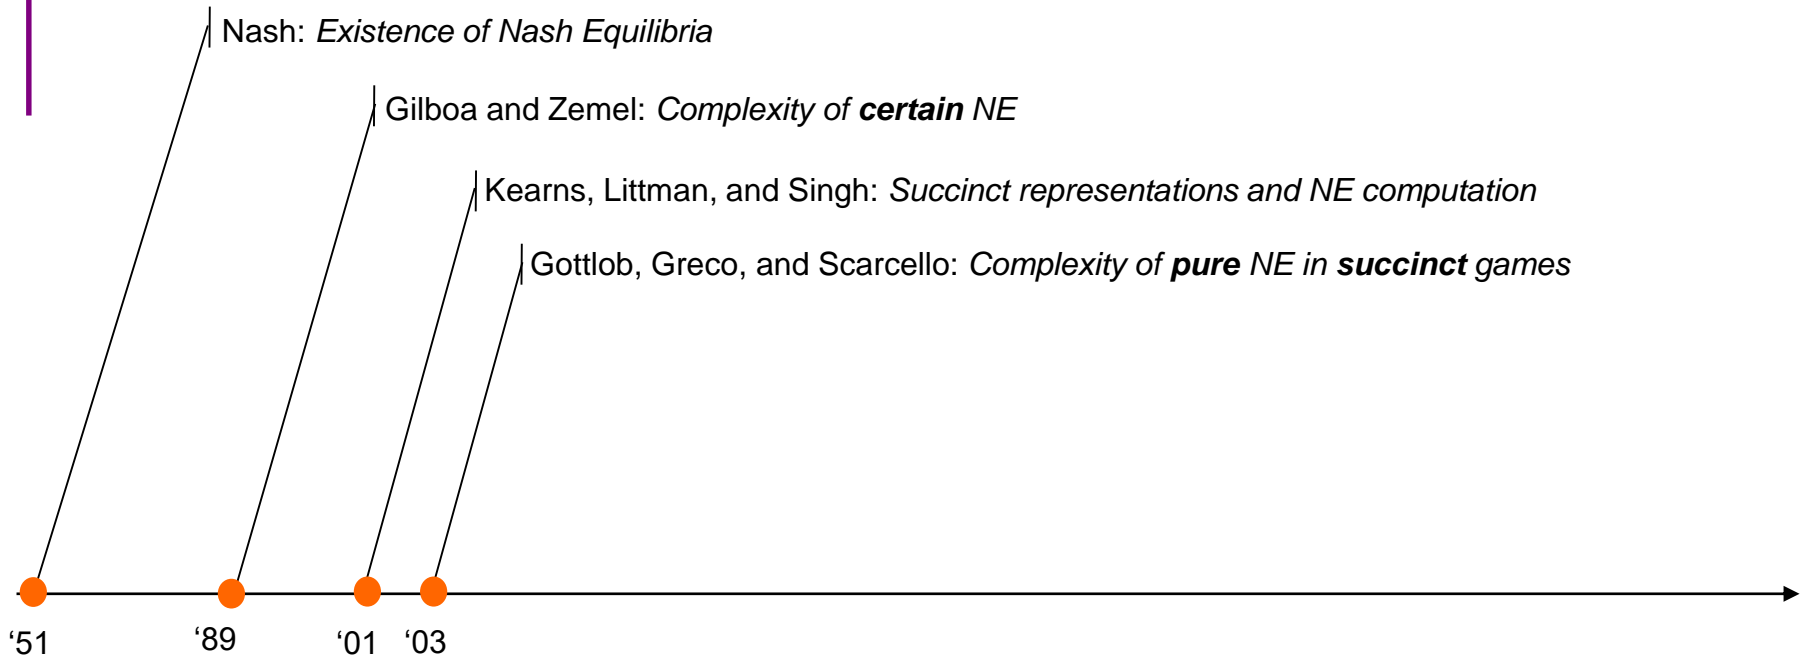 Nash: Existence of Nash Equilibria
Gilboa and Zemel: Complexity of certain NE
Kearns, Littman, and Singh: Succinct representations and NE computation
Gottlob, Greco, and Scarcello: Complexity of pure NE in succinct games
‘51 ‘89 ‘01 ‘03